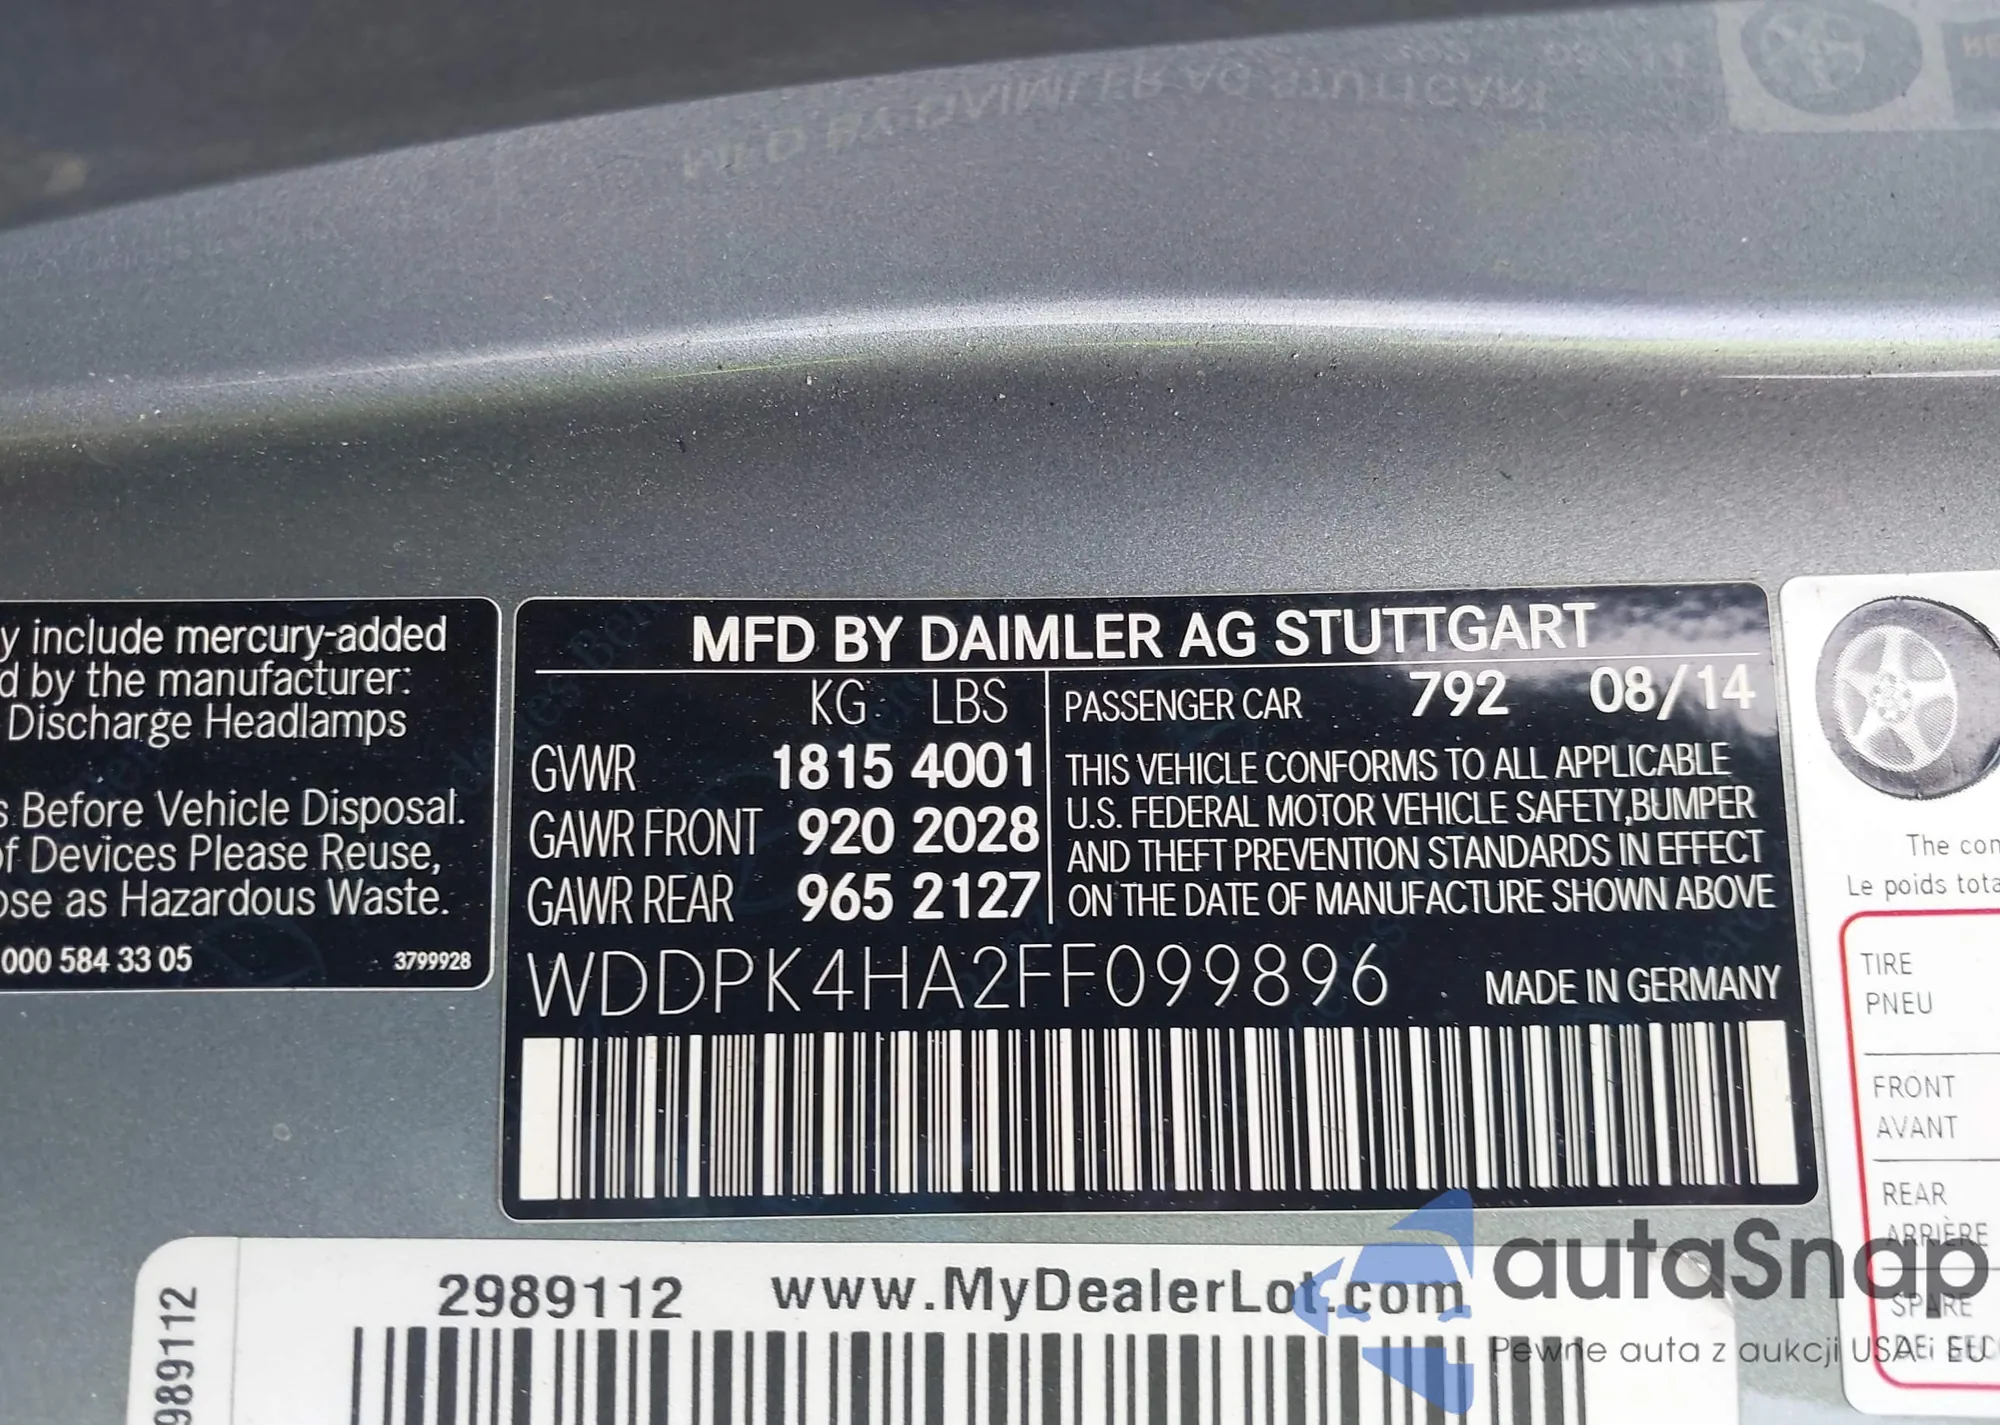 y include mercury-added
d by the manufacturer:
Discharge Headlamps
s Before Vehicle Disposal.
of Devices Please Reuse,
ose as Hazardous Waste.
000 584 33 05
3799928
MFD BY DAIMLER AG STUTTGART
KG LBS
GVWR 1815 4001
GAWR FRONT 920 2028
GAWR REAR 965 2127
PASSENGER CAR 792 08/14
THIS VEHICLE CONFORMS TO ALL APPLICABLE
U.S. FEDERAL MOTOR VEHICLE SAFETY,BUMPER
AND THEFT PREVENTION STANDARDS IN EFFECT
ON THE DATE OF MANUFACTURE SHOWN ABOVE
WDDPK4HA2FF099896
MADE IN GERMANY
The con
Le poids tota
TIRE
PNEU
FRONT
AVANT
REAR
ARRIÈRE
SPARE
DE
2989112 www.MyDealerLot.com
989112
autaSnap
Pewne auta z aukcji USA i EU